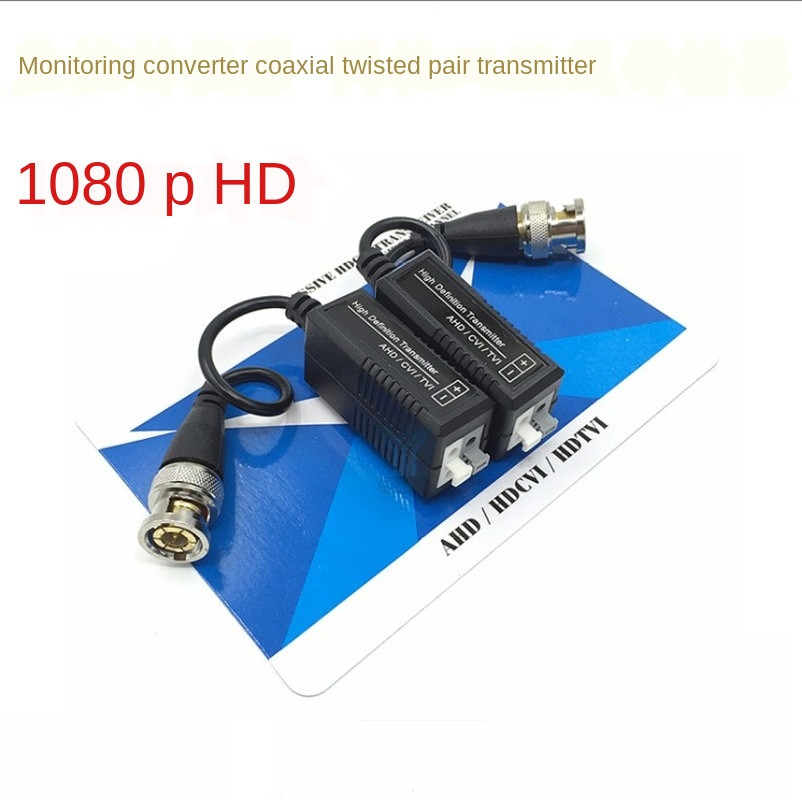 Monitoring converter coaxial twisted pair transmitter
1080 p HD
High Definition Transmitter
AHD / CVI / TVI
+
-
High Definition Transmitter
AHD / CVI / TVI
+
-
AHD / HDCVI / HDTVI